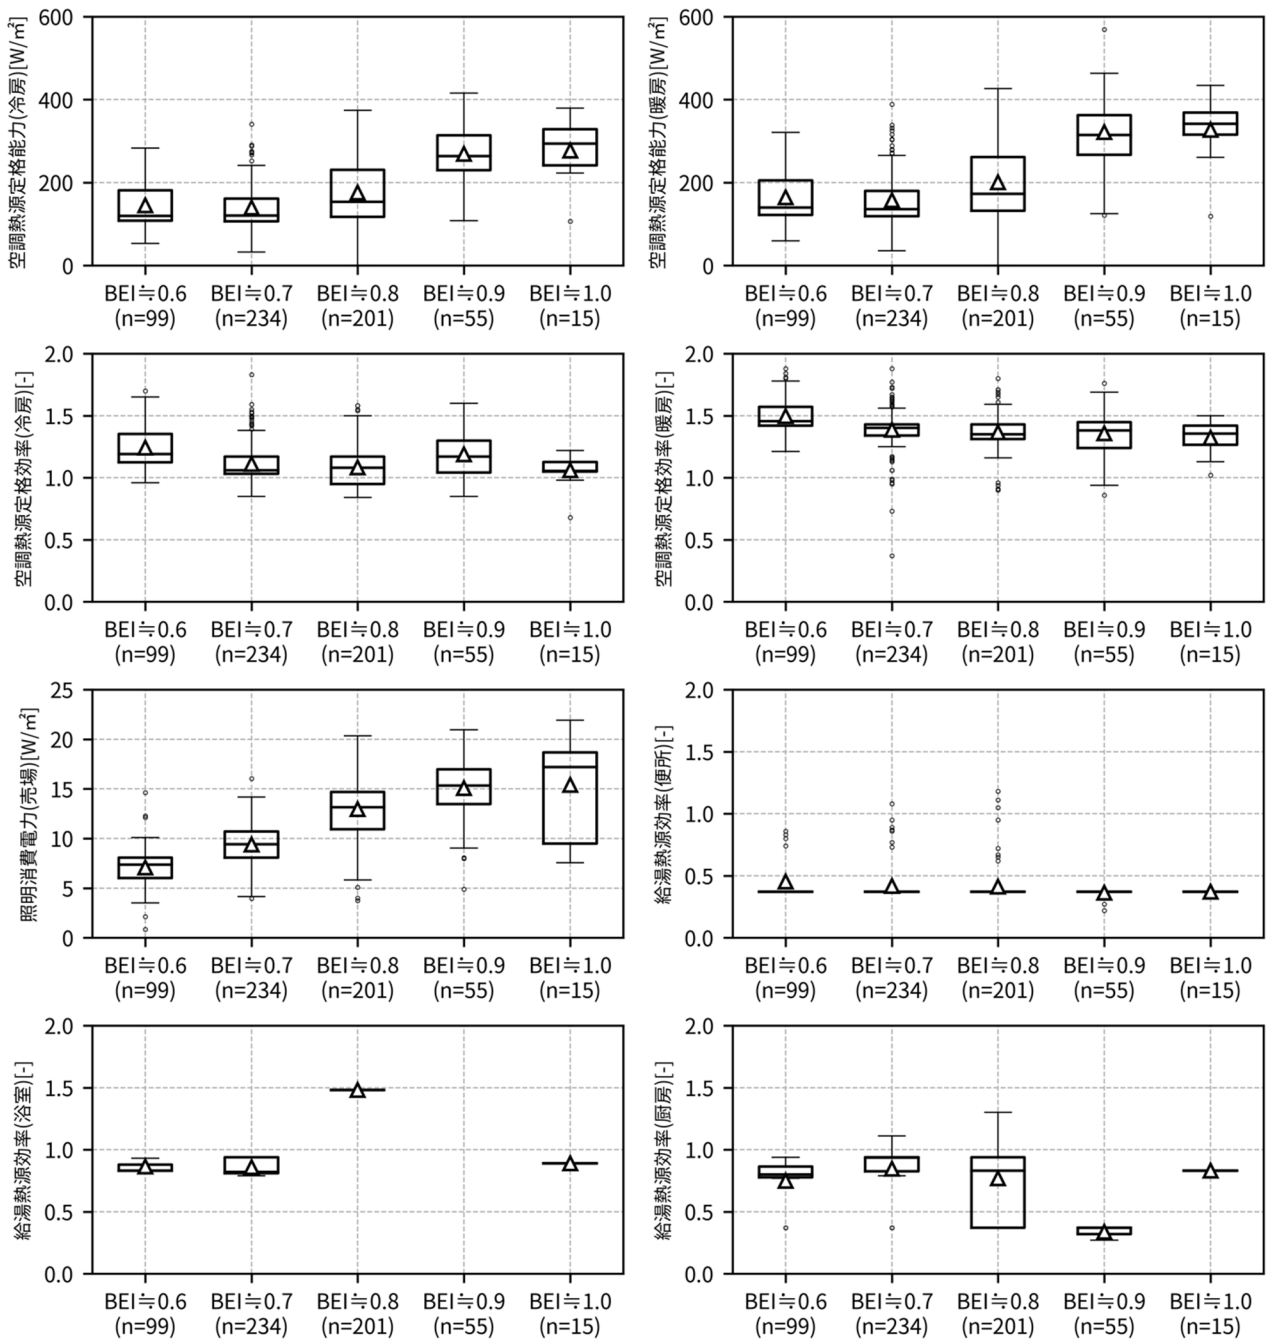 空調熱源定格能力(冷房)[W/㎡]
600
400
200
0
BEI≒0.6 BEI≒0.7 BEI≒0.8 BEI≒0.9 BEI≒1.0
(n=99) (n=234) (n=201) (n=55) (n=15)
空調熱源定格能力(暖房)[W/㎡]
600
400
200
0
BEI≒0.6 BEI≒0.7 BEI≒0.8 BEI≒0.9 BEI≒1.0
(n=99) (n=234) (n=201) (n=55) (n=15)
空調熱源定格効率(冷房)[-]
2.0
1.5
1.0
0.5
0.0
BEI≒0.6 BEI≒0.7 BEI≒0.8 BEI≒0.9 BEI≒1.0
(n=99) (n=234) (n=201) (n=55) (n=15)
空調熱源定格効率(暖房)[-]
2.0
1.5
1.0
0.5
0.0
BEI≒0.6 BEI≒0.7 BEI≒0.8 BEI≒0.9 BEI≒1.0
(n=99) (n=234) (n=201) (n=55) (n=15)
照明消費電力(売場)[W/㎡]
25
20
15
10
5
0
BEI≒0.6 BEI≒0.7 BEI≒0.8 BEI≒0.9 BEI≒1.0
(n=99) (n=234) (n=201) (n=55) (n=15)
給湯熱源効率(便所)[-]
2.0
1.5
1.0
0.5
0.0
BEI≒0.6 BEI≒0.7 BEI≒0.8 BEI≒0.9 BEI≒1.0
(n=99) (n=234) (n=201) (n=55) (n=15)
給湯熱源効率(浴室)[-]
2.0
1.5
1.0
0.5
0.0
BEI≒0.6 BEI≒0.7 BEI≒0.8 BEI≒0.9 BEI≒1.0
(n=99) (n=234) (n=201) (n=55) (n=15)
給湯熱源効率(厨房)[-]
2.0
1.5
1.0
0.5
0.0
BEI≒0.6 BEI≒0.7 BEI≒0.8 BEI≒0.9 BEI≒1.0
(n=99) (n=234) (n=201) (n=55) (n=15)